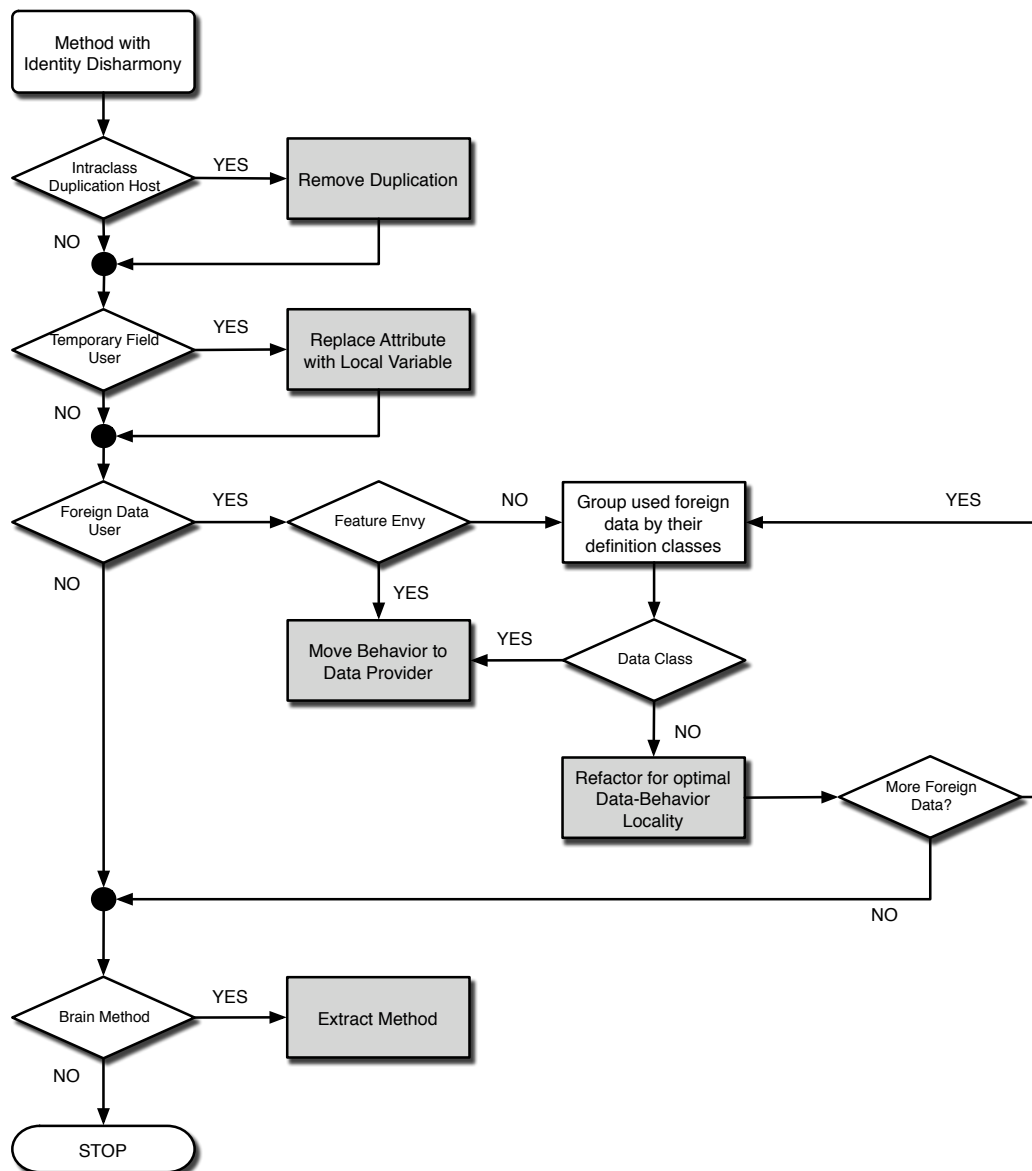 Method with
Identity Disharmony
Intraclass
Duplication Host
YES
Remove Duplication
NO
Temporary Field
User
YES
Replace Attribute
with Local Variable
NO
Foreign Data
User
YES
Feature Envy
NO
Group used foreign
data by their
definition classes
YES
NO
YES
Move Behavior to
Data Provider
YES
Data Class
NO
Refactor for optimal
Data-Behavior
Locality
More Foreign
Data?
NO
Brain Method
YES
Extract Method
NO
STOP